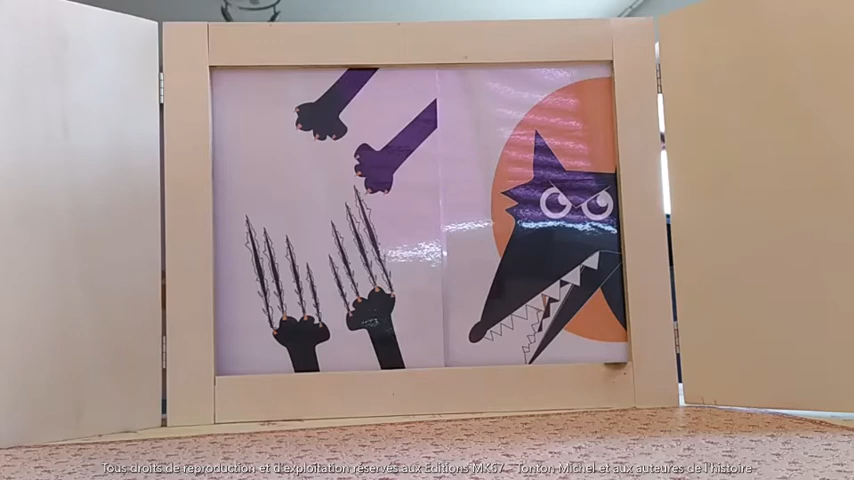 Tous droits de reproduction et d'exploitation réservés aux Editions MK67 - Tonton Michel et aux auteures de l'histoire